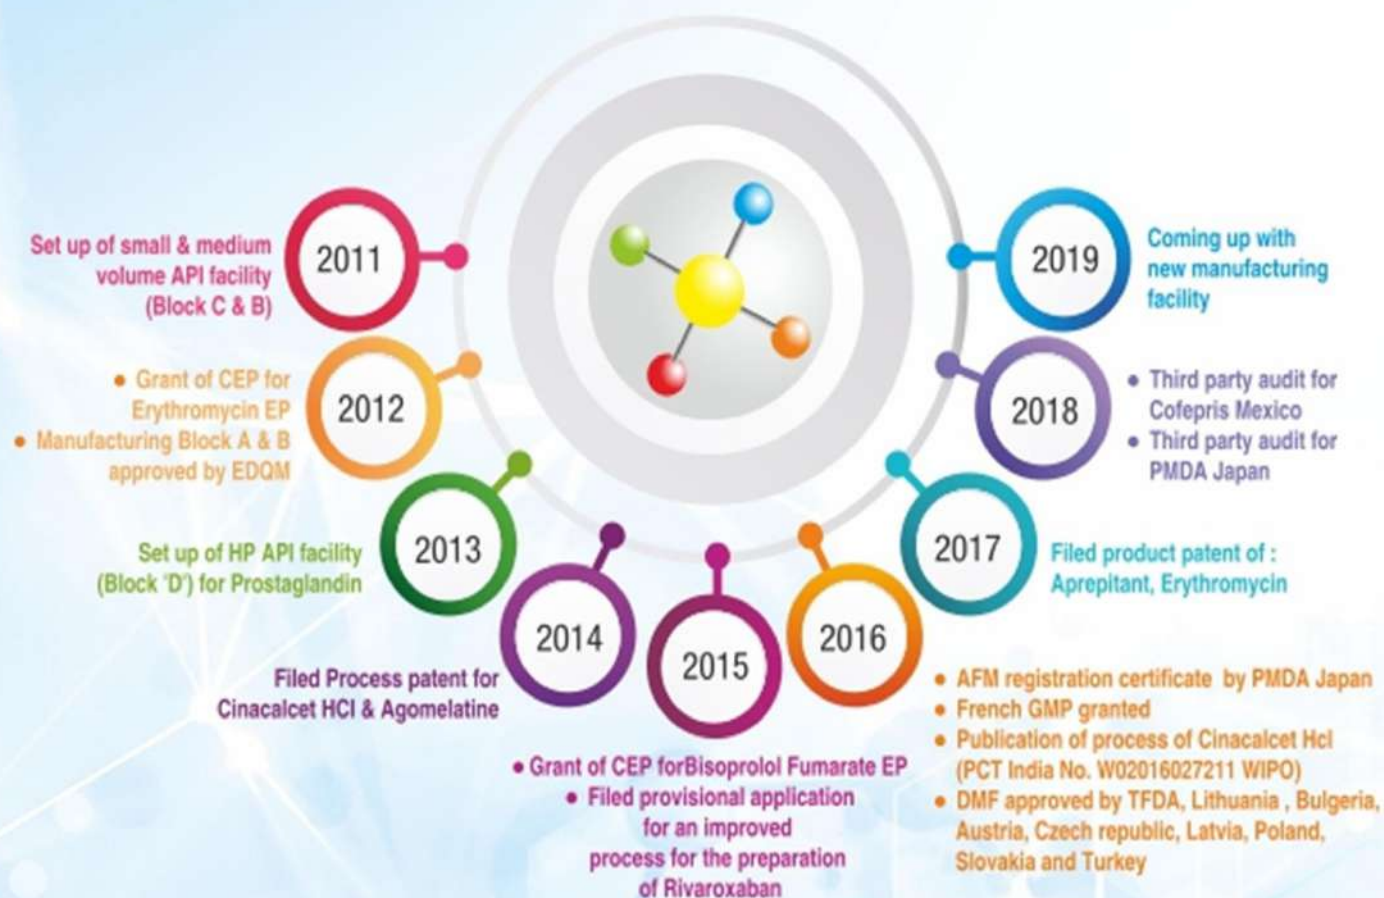 2011
Set up of small & medium
volume API facility
(Block C & B)
2012
• Grant of CEP for
Erythromycin EP
• Manufacturing Block A & B
approved by EDQM
2013
Set up of HP API facility
(Block 'D') for Prostaglandin
2014
Filed Process patent for
Cinacalcet HCI & Agomelatine
2015
• Grant of CEP forBisoprolol Fumarate EP
• Filed provisional application
for an improved
process for the preparation
of Rivaroxaban
2016
• AFM registration certificate by PMDA Japan
• French GMP granted
• Publication of process of Cinacalcet Hcl
(PCT India No. W02016027211 WIPO)
• DMF approved by TFDA, Lithuania , Bulgeria,
Austria, Czech republic, Latvia, Poland,
Slovakia and Turkey
2017
Filed product patent of :
Aprepitant, Erythromycin
2018
• Third party audit for
Cofepris Mexico
• Third party audit for
PMDA Japan
2019
Coming up with
new manufacturing
facility